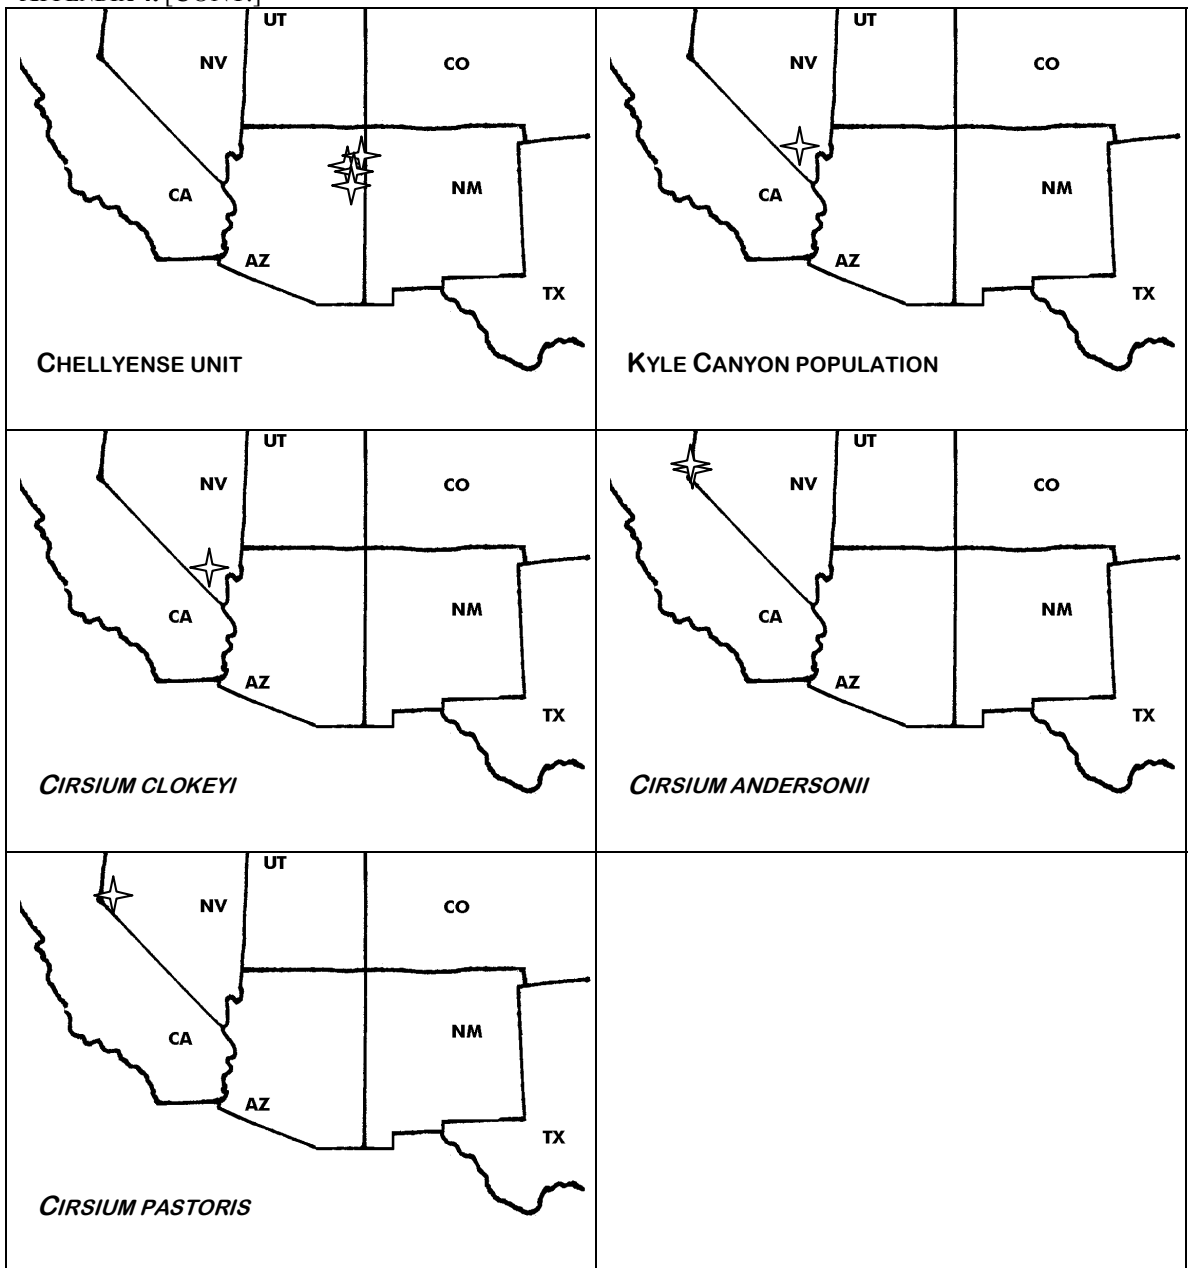 [CONT.]
UT
NV
CO
CA
NM
AZ
TX
CHELLYENSE UNIT
UT
NV
CO
CA
NM
AZ
TX
KYLE CANYON POPULATION
UT
NV
CO
CA
NM
AZ
TX
CIRSIUM CLOKEYI
UT
NV
CO
CA
NM
AZ
TX
CIRSIUM ANDERSONII
UT
NV
CO
CA
NM
AZ
TX
CIRSIUM PASTORIS